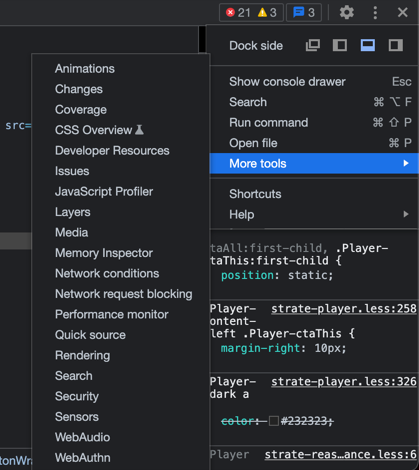 21 3 3
Dock side
Show console drawer Esc
Search ⌘ ⌥ F
Run command ⌘ ⇧ P
Open file ⌘ P
More tools
Shortcuts
Help
Animations
Changes
Coverage
CSS Overview
Developer Resources
Issues
JavaScript Profiler
Layers
Media
Memory Inspector
Network conditions
Network request blocking
Performance monitor
Quick source
Rendering
Search
Security
Sensors
WebAudio
WebAuthn
src=
taAll:first-child, .Player-
taThis:first-child {
position: static;
Player- strate-player.less:258
ontent-
left .Player-ctaThis {
margin-right: 10px;
Player- strate-player.less:326
dark a
color: #232323;
Player strate-reas…ance.less:6
tonWr